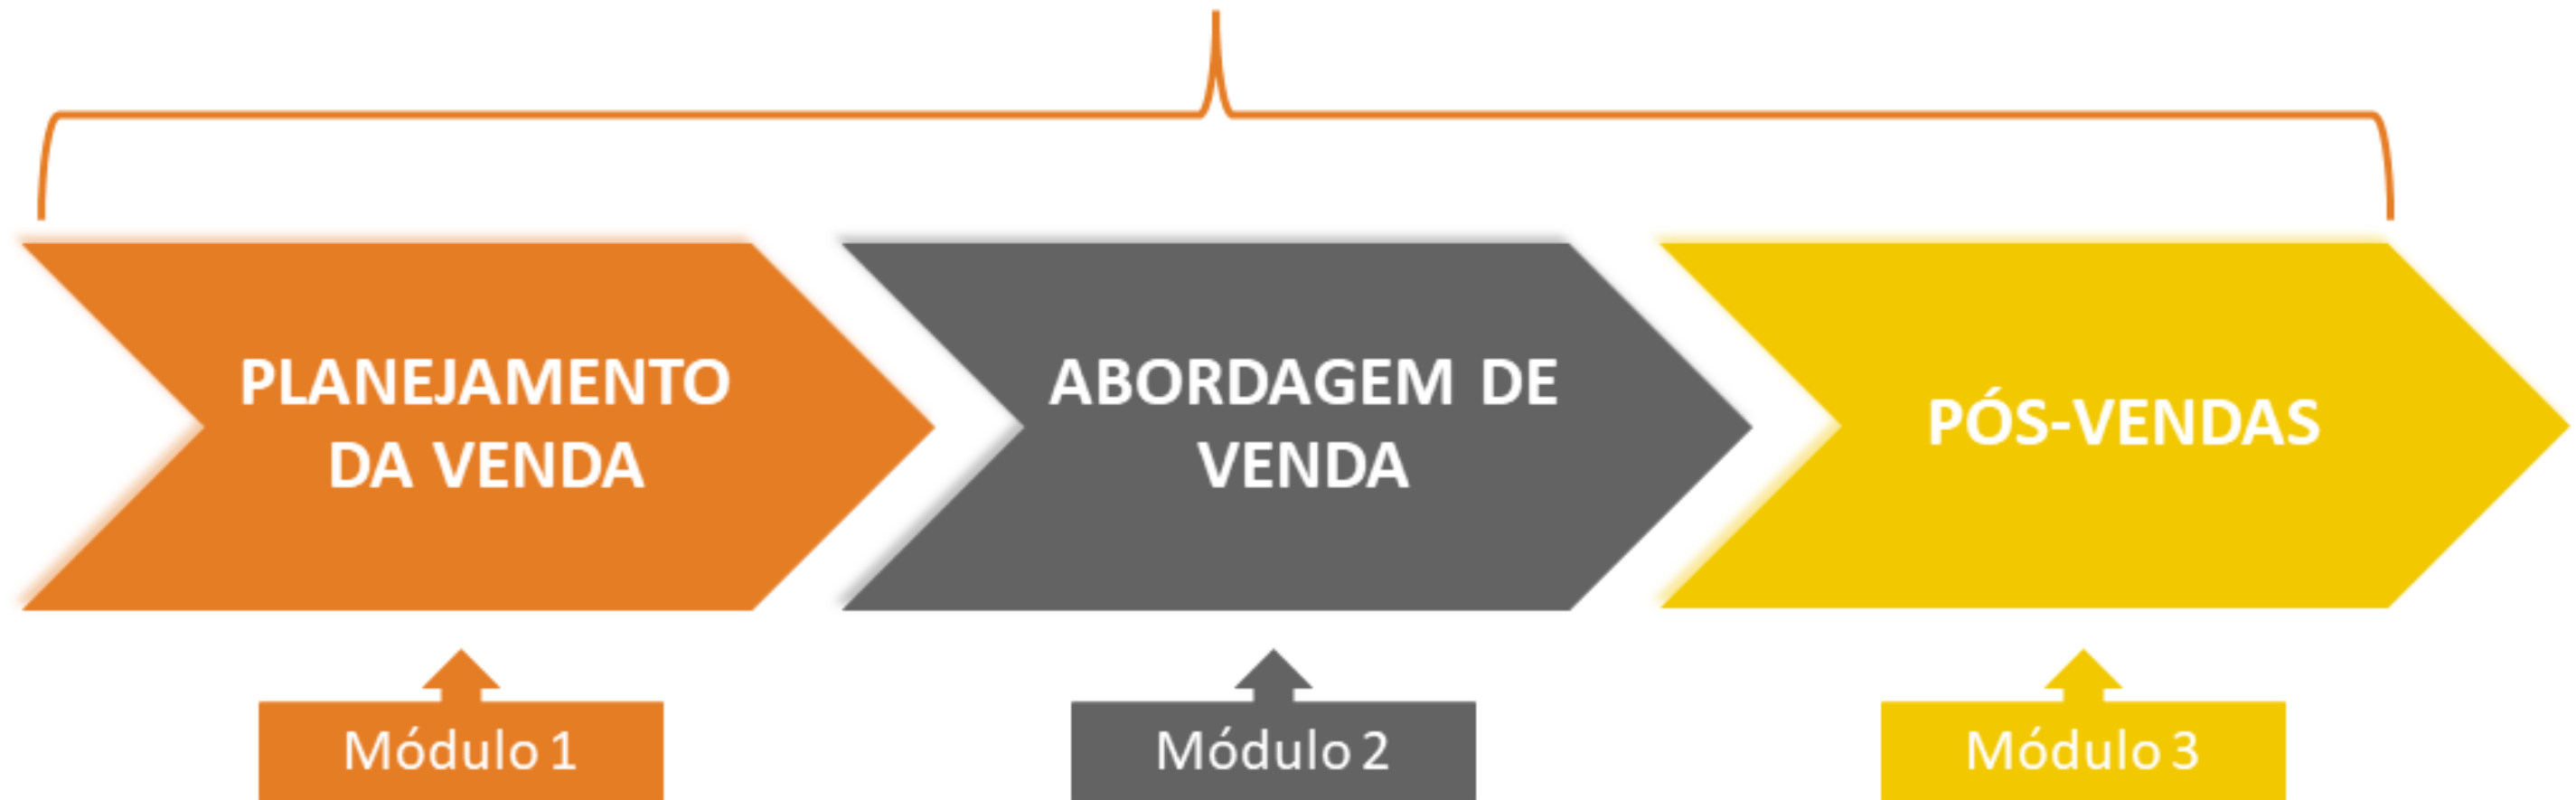 PLANEJAMENTO
DA VENDA
ABORDAGEM DE
VENDA
PÓS-VENDAS
Módulo 1
Módulo 2
Módulo 3